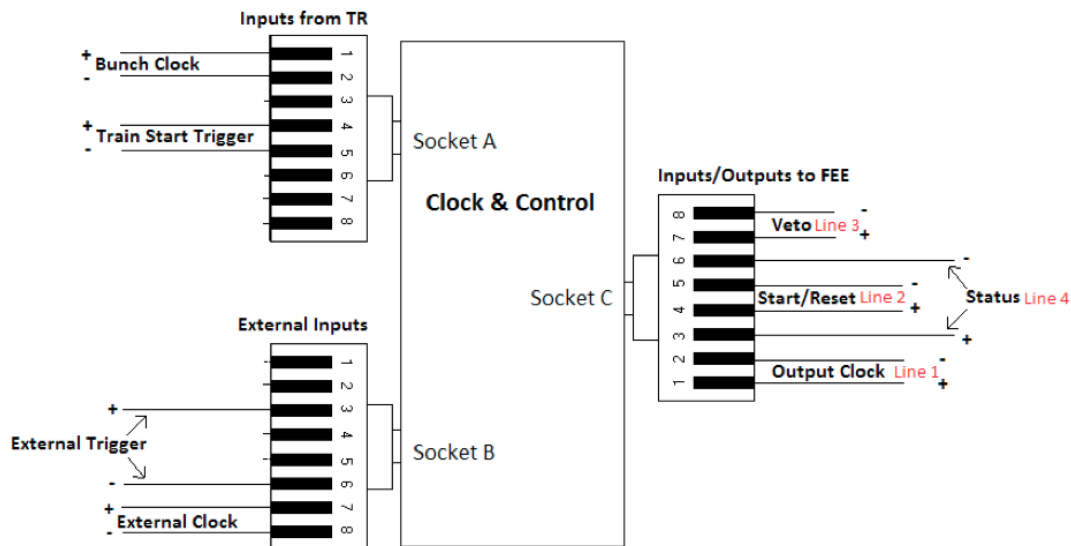 Inputs from TR
+
Bunch Clock
-
+
Train Start Trigger
-
1
2
3
4
5
6
7
8
Socket A
Clock & Control
External Inputs
+
External Trigger
-
+
External Clock
-
1
2
3
4
5
6
7
8
Socket B
Socket C
Inputs/Outputs to FEE
8
7
6
5
4
3
2
1
-
Veto Line 3
+
-
-
Start/Reset Line 2
+
Status Line 4
+
-
Output Clock Line 1
+